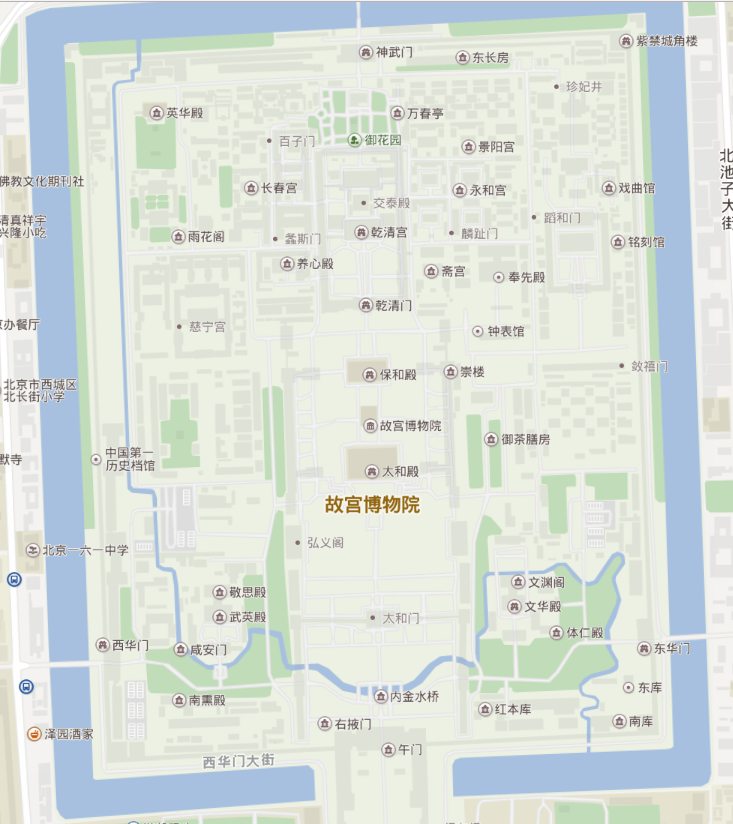 神武门
东长房
紫禁城角楼
珍妃井
英华殿
万春亭
百子门
御花园
景阳宫
北池子大街
佛教文化期刊社
长春宫
永和宫
戏曲馆
交泰殿
清真祥宇
兴隆小吃
蹈和门
雨花阁
螽斯门
乾清宫
麟趾门
铭刻馆
养心殿
斋宫
奉先殿
乾清门
办餐厅
慈宁宫
钟表馆
保和殿
崇楼
敛禧门
北京市西城区
北长街小学
故宫博物院
御茶膳房
默寺
中国第一
历史档馆
太和殿
故宫博物院
弘义阁
北京一六一中学
文渊阁
敬思殿
文华殿
武英殿
太和门
体仁殿
西华门
咸安门
东华门
东库
南熏殿
内金水桥
红本库
右掖门
南库
泽园酒家
午门
西华门大街